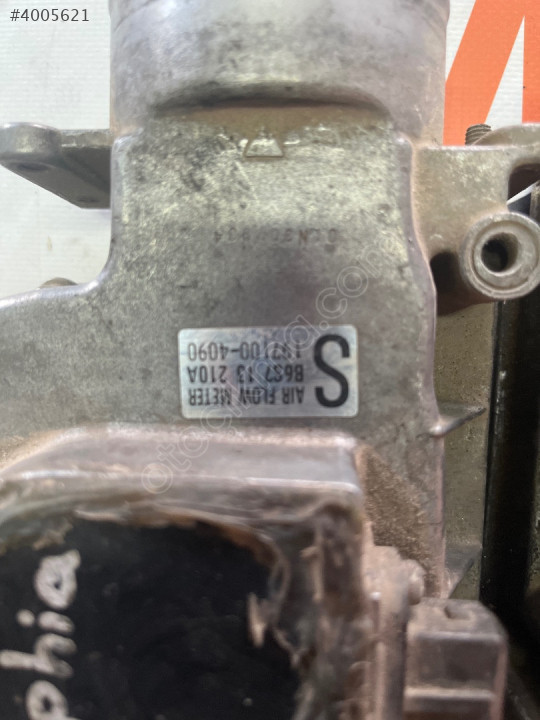 #4005621
AIR FLOW METER
B6S7 13 210A
197100-4090
S
phia